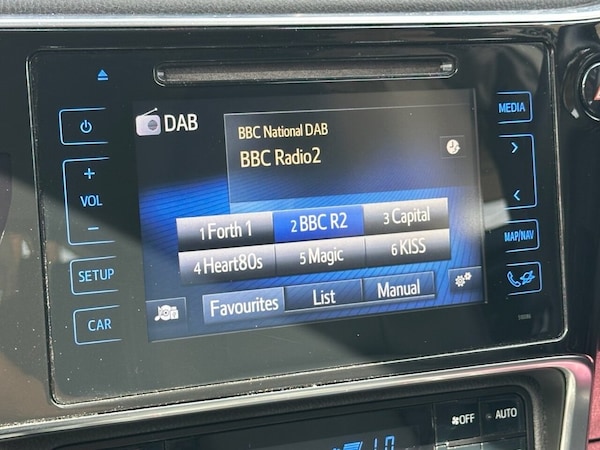 DAB
BBC National DAB
BBC Radio2
1 Forth 1
2 BBC R2
3 Capital
4 Heart80s
5 Magic
6 KISS
Favourites
List
Manual
+
VOL
-
SETUP
CAR
MEDIA
MAP/NAV
OFF
AUTO